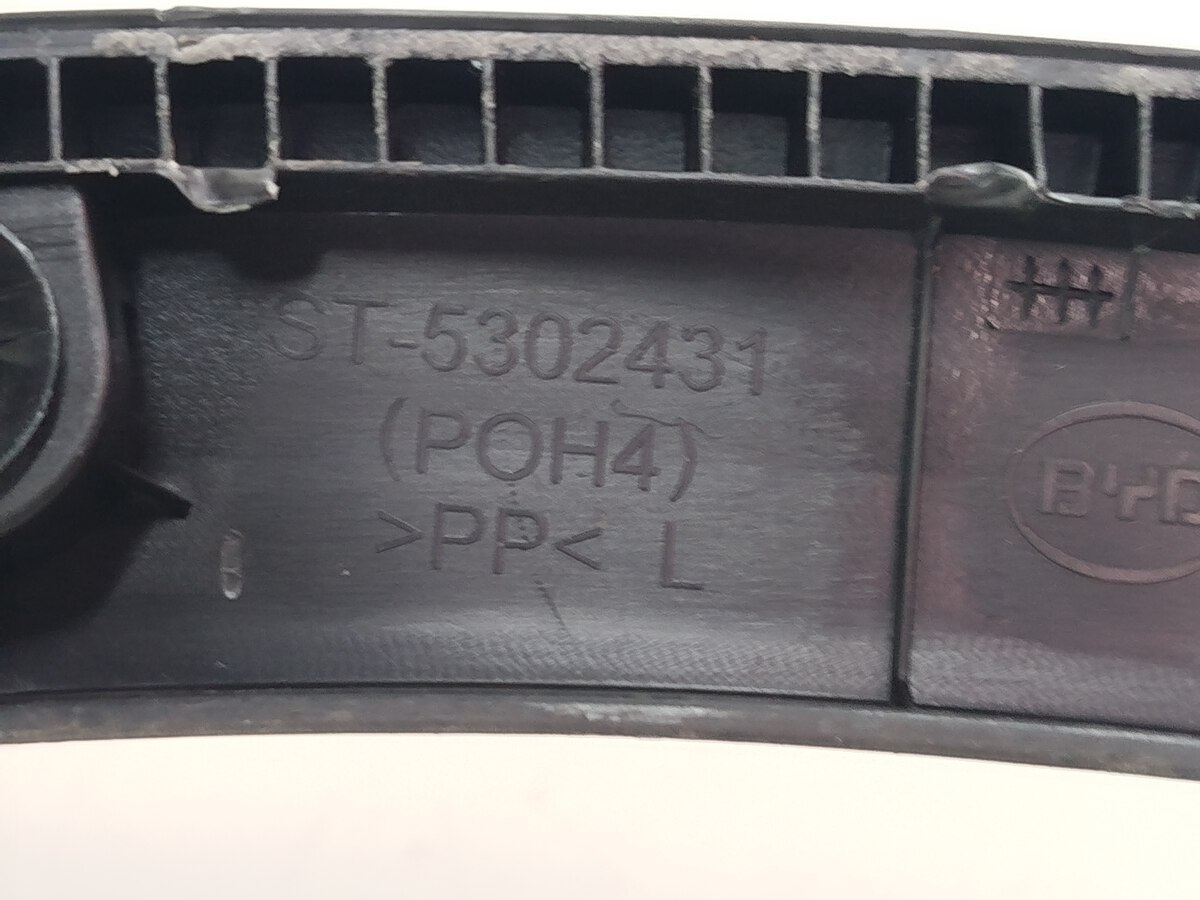 ST-5302431
(POH4)
>PP< L
BYD